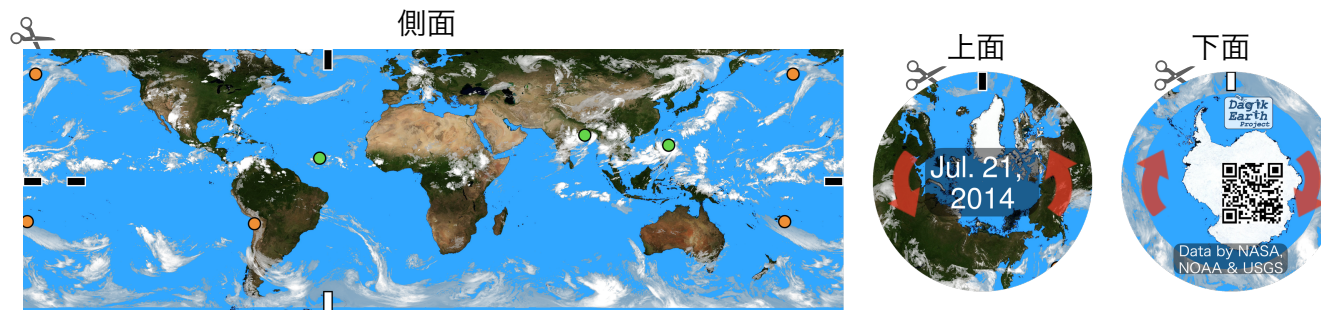 側面
上面
下面
Jul. 21,
2014
Dagik
Earth
Project
Data by NASA,
NOAA & USGS